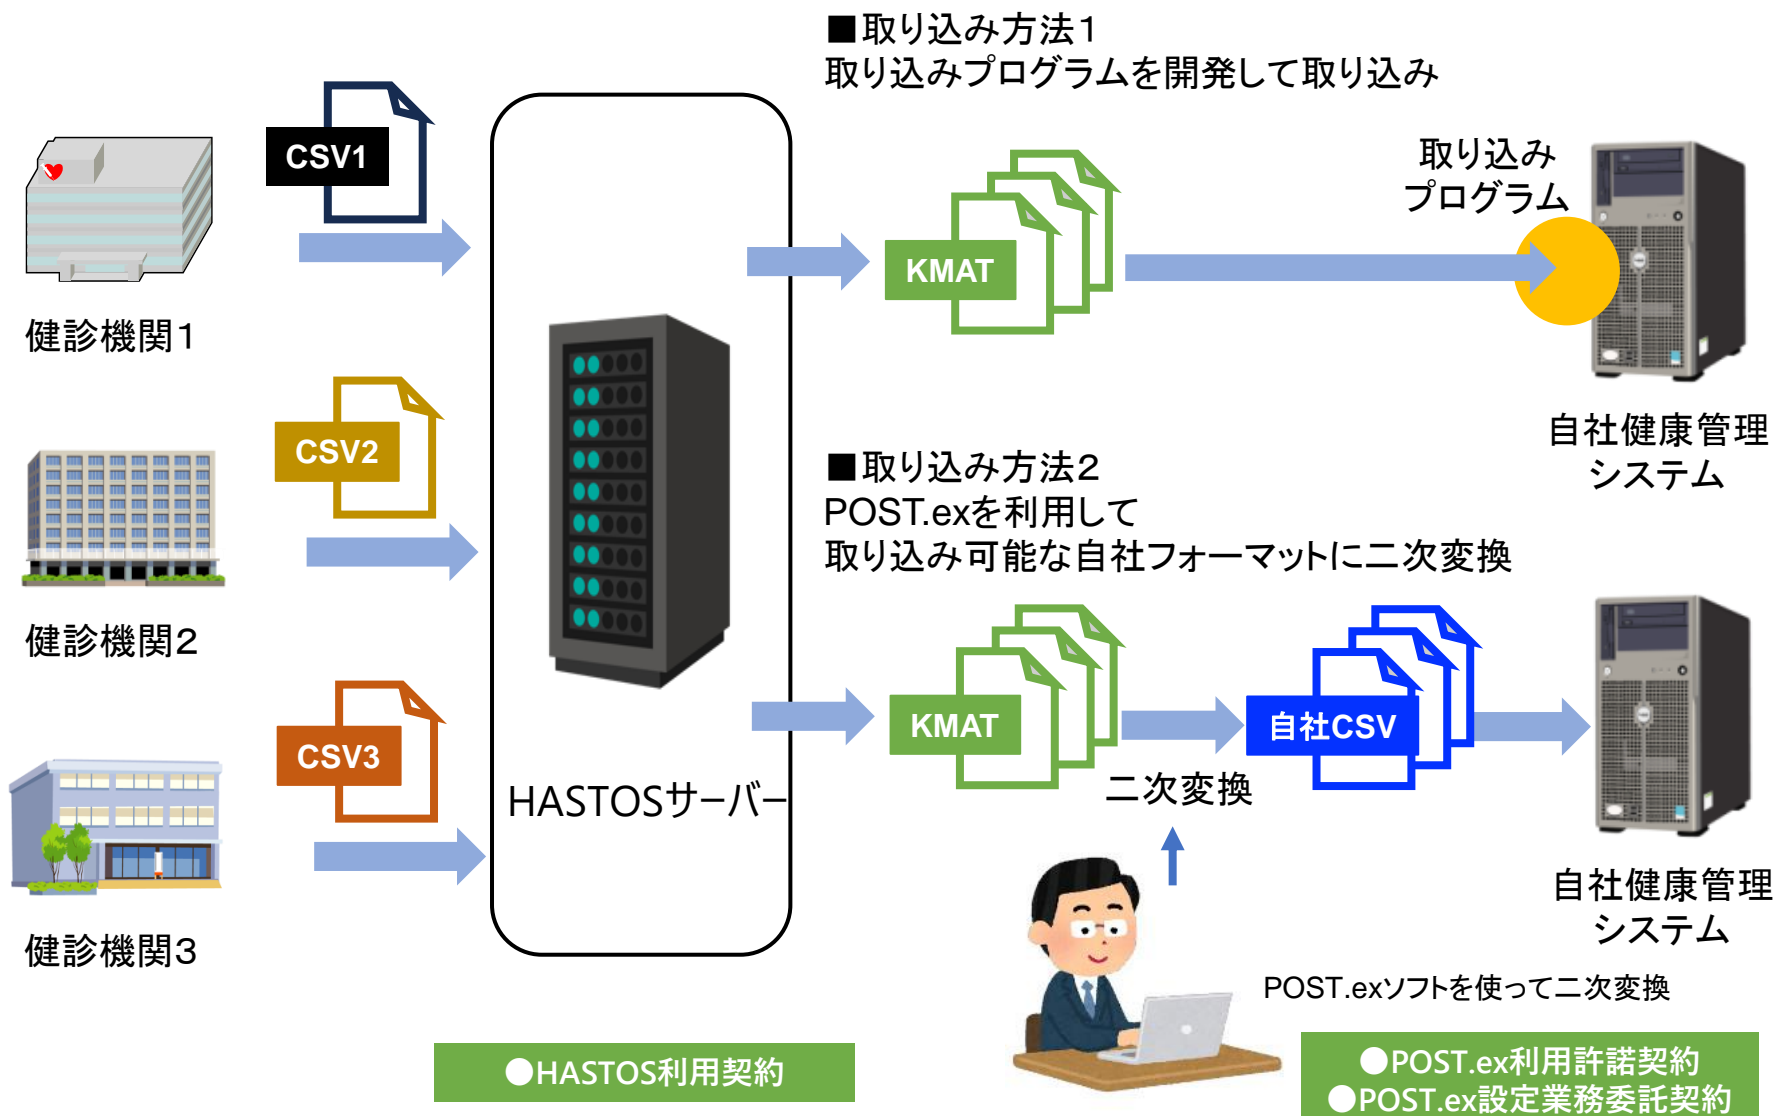 ■取り込み方法1
取り込みプログラムを開発して取り込み
CSV1
健診機関1
KMAT
取り込み
プログラム
自社健康管理
システム
CSV2
健診機関2
■取り込み方法2
POST.exを利用して
取り込み可能な自社フォーマットに二次変換
CSV3
健診機関3
HASTOSサーバー
KMAT
二次変換
自社CSV
自社健康管理
システム
POST.exソフトを使って二次変換
●HASTOS利用契約
●POST.ex利用許諾契約
●POST.ex設定業務委託契約